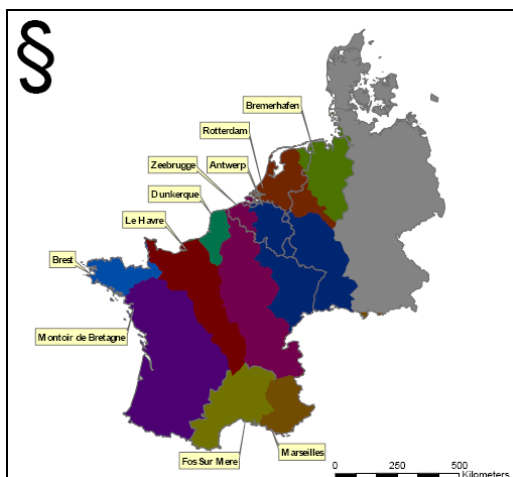 §
Bremerhafen
Rotterdam
Zeebrugge
Antwerp
Dunkerque
Le Havre
Brest
Montoir de Bretagne
Marseilles
Fos Sur Mere
0 250 500
Kilometers